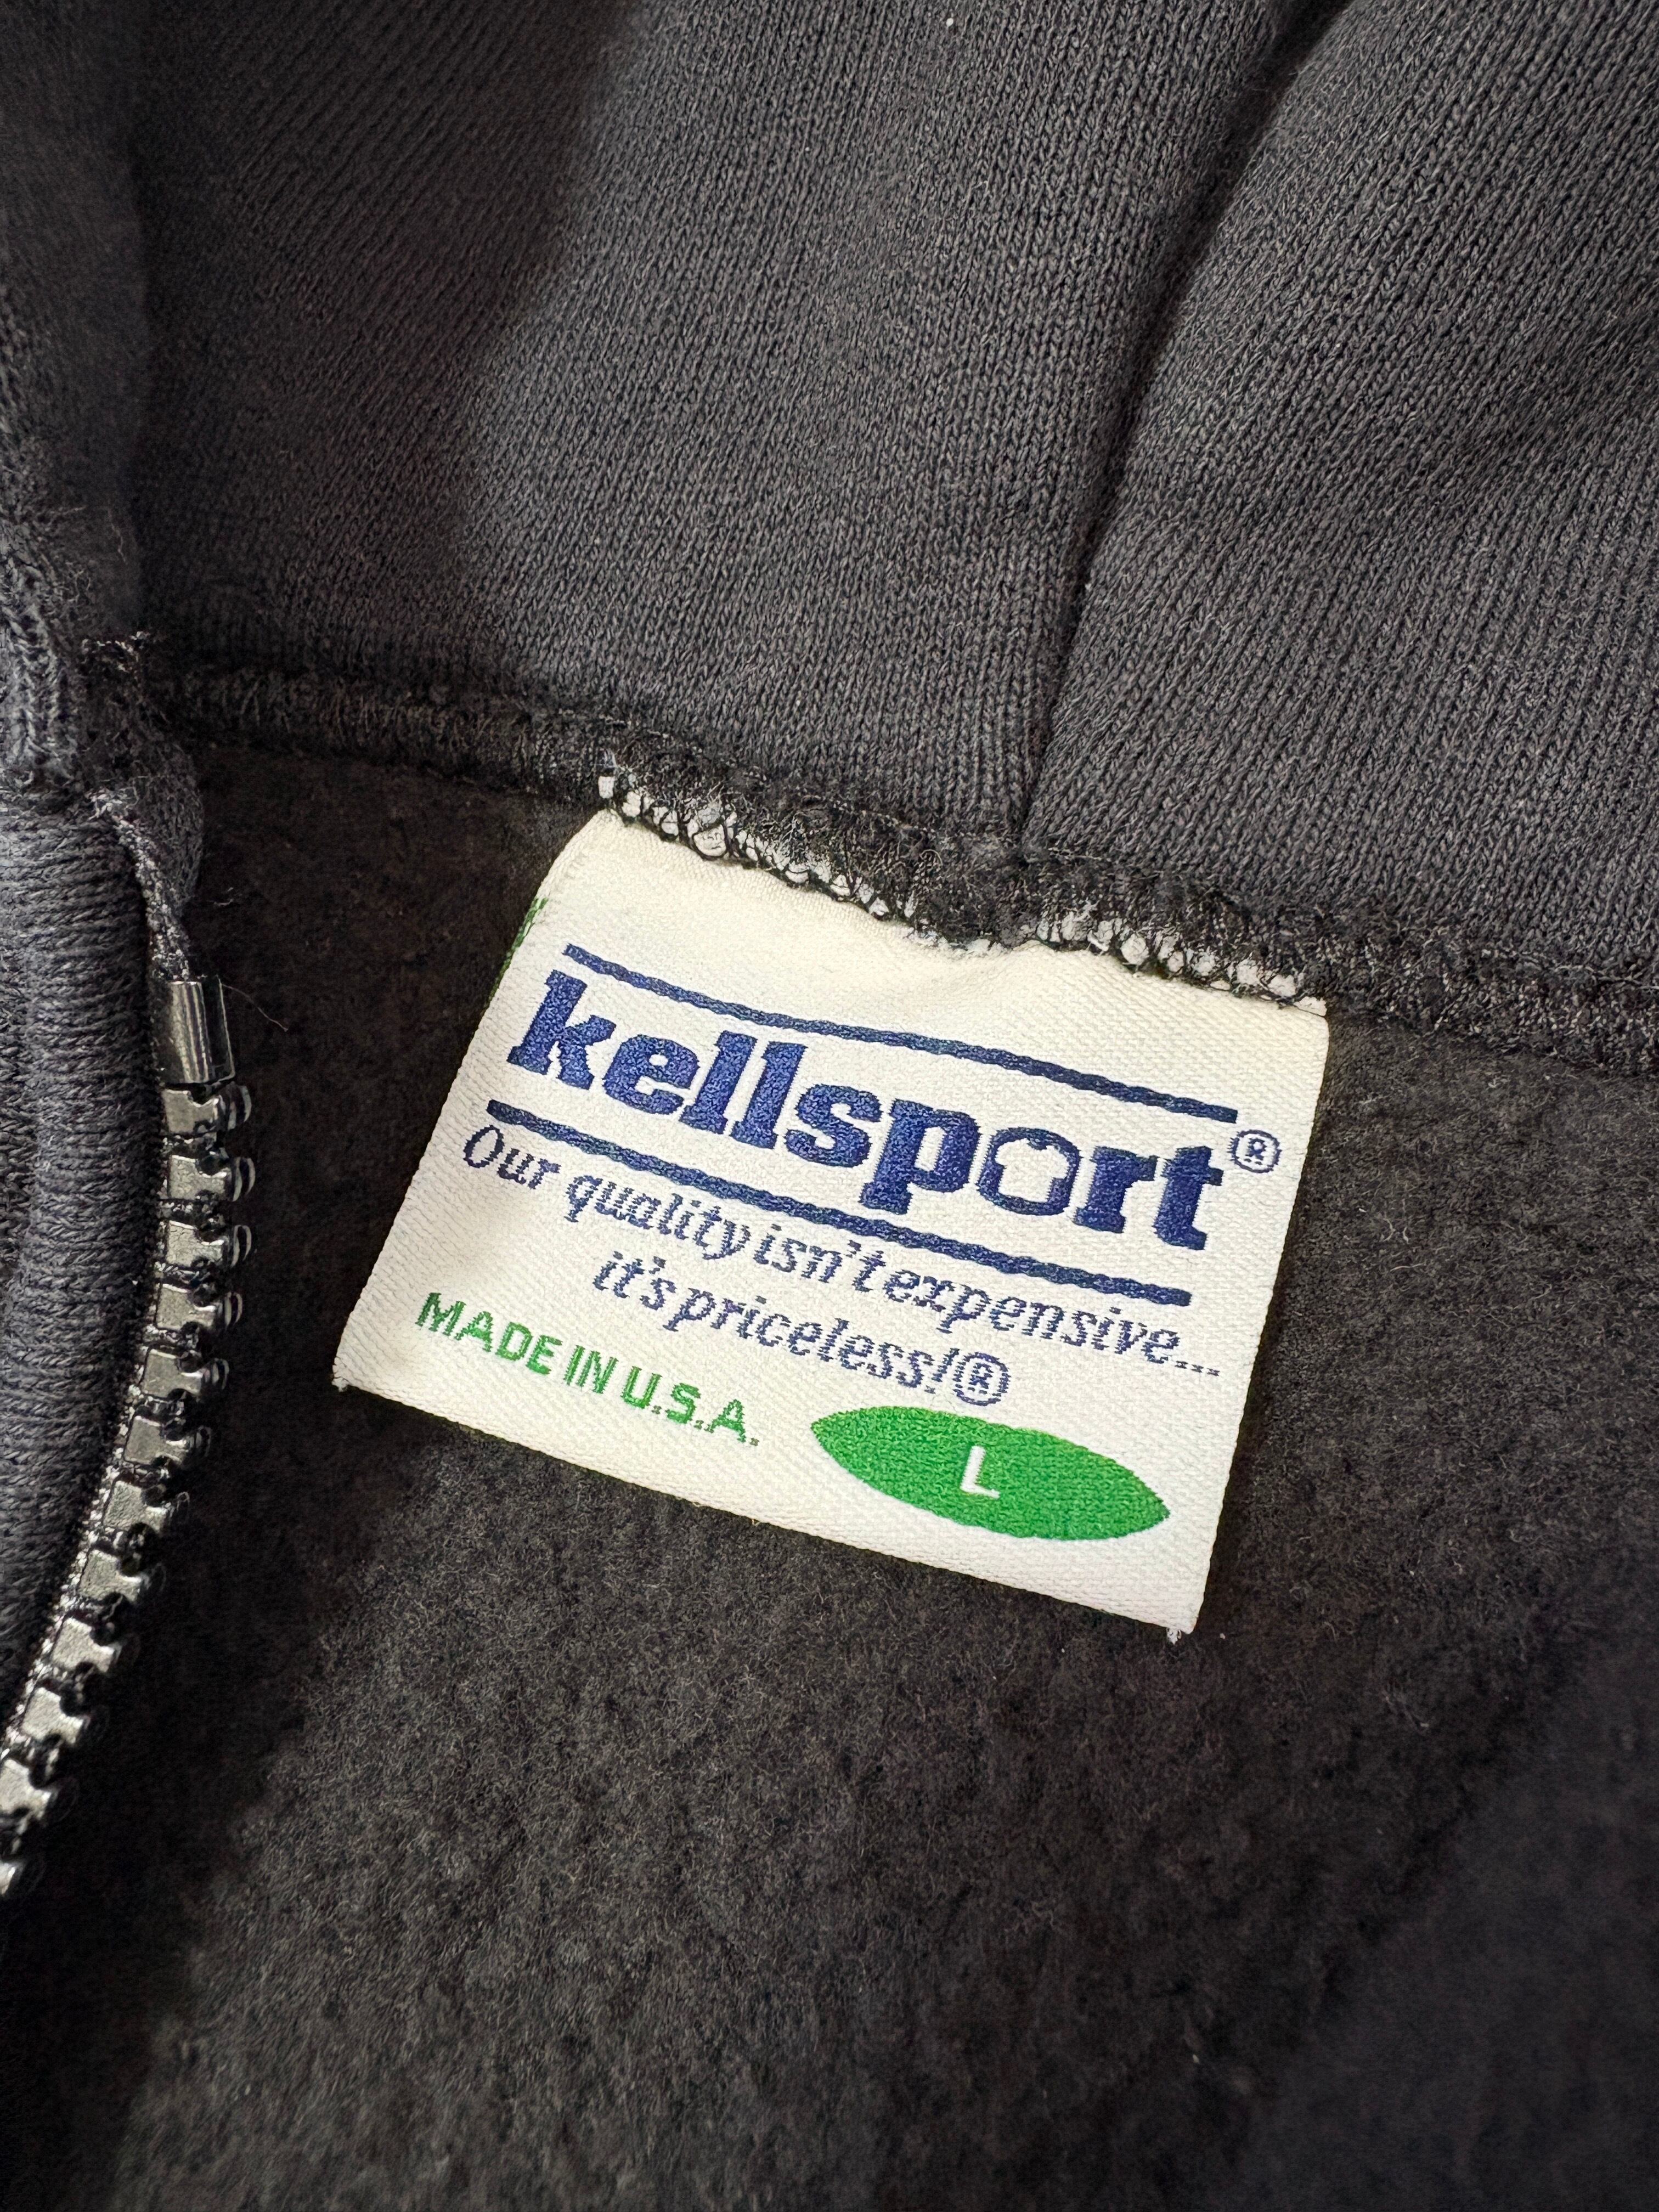 kellsport®
Our quality isn't expensive...
it's priceless!®
MADE IN U.S.A.
L